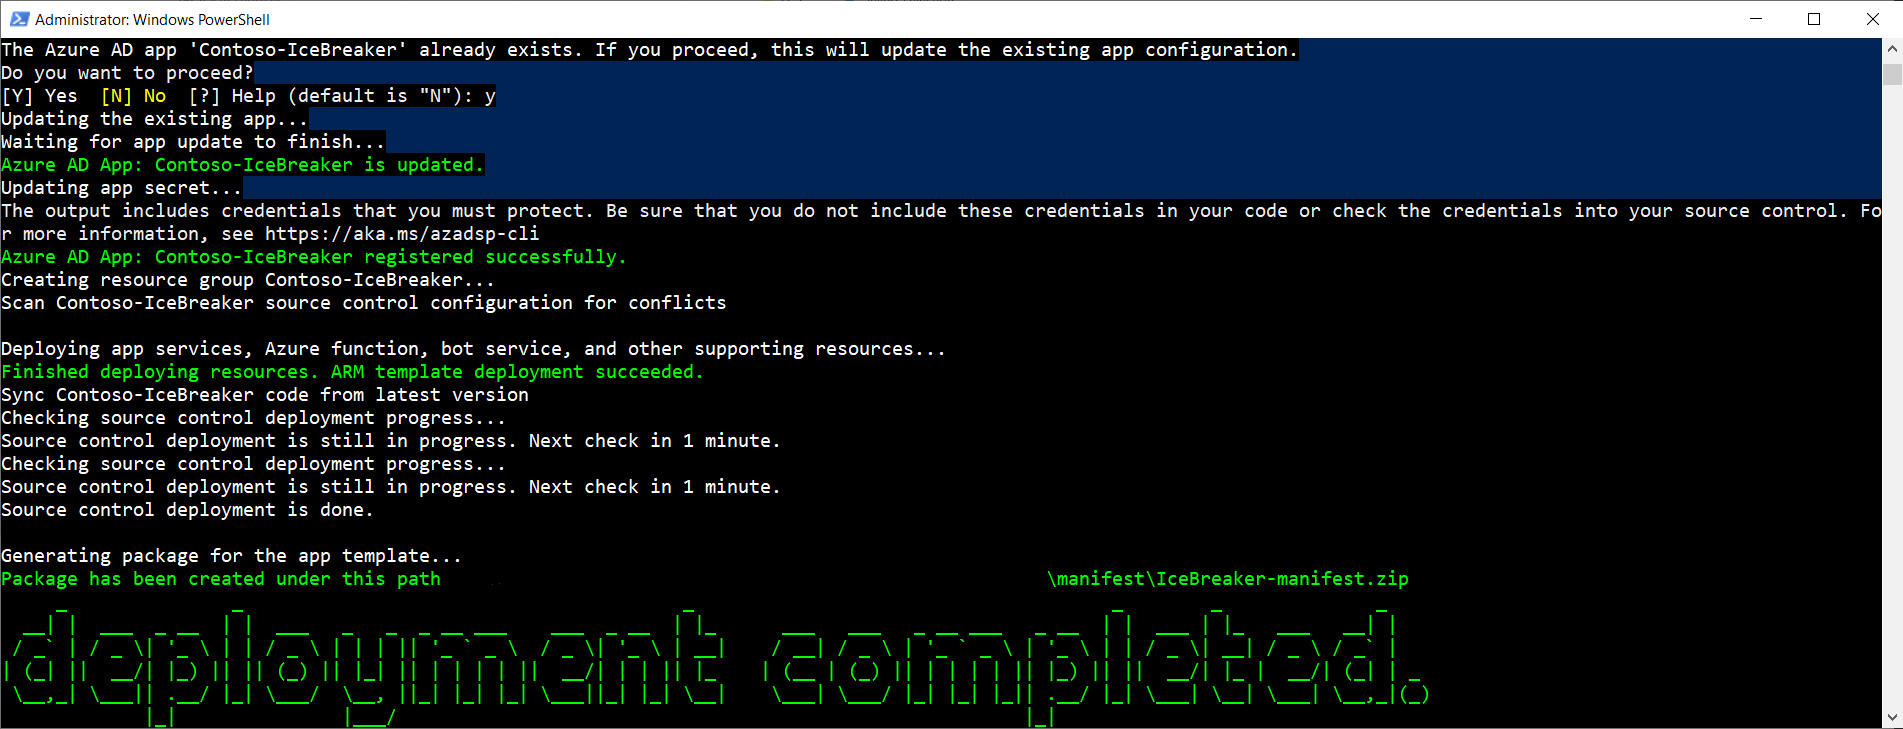 Administrator: Windows PowerShell
The Azure AD app 'Contoso-IceBreaker' already exists. If you proceed, this will update the existing app configuration.
Do you want to proceed?
[Y] Yes  [N] No  [?] Help (default is "N"): y
Updating the existing app...
Waiting for app update to finish...
Azure AD App: Contoso-IceBreaker is updated.
Updating app secret...
The output includes credentials that you must protect. Be sure that you do not include these credentials in your code or check the credentials into your source control. Fo
r more information, see https://aka.ms/azadsp-cli
Azure AD App: Contoso-IceBreaker registered successfully.
Creating resource group Contoso-IceBreaker...
Scan Contoso-IceBreaker source control configuration for conflicts
Deploying app services, Azure function, bot service, and other supporting resources...
Finished deploying resources. ARM template deployment succeeded.
Sync Contoso-IceBreaker code from latest version
Checking source control deployment progress...
Source control deployment is still in progress. Next check in 1 minute.
Checking source control deployment progress...
Source control deployment is still in progress. Next check in 1 minute.
Source control deployment is done.
Generating package for the app template...
Package has been created under this path \manifest\IceBreaker-manifest.zip
deployment completed.